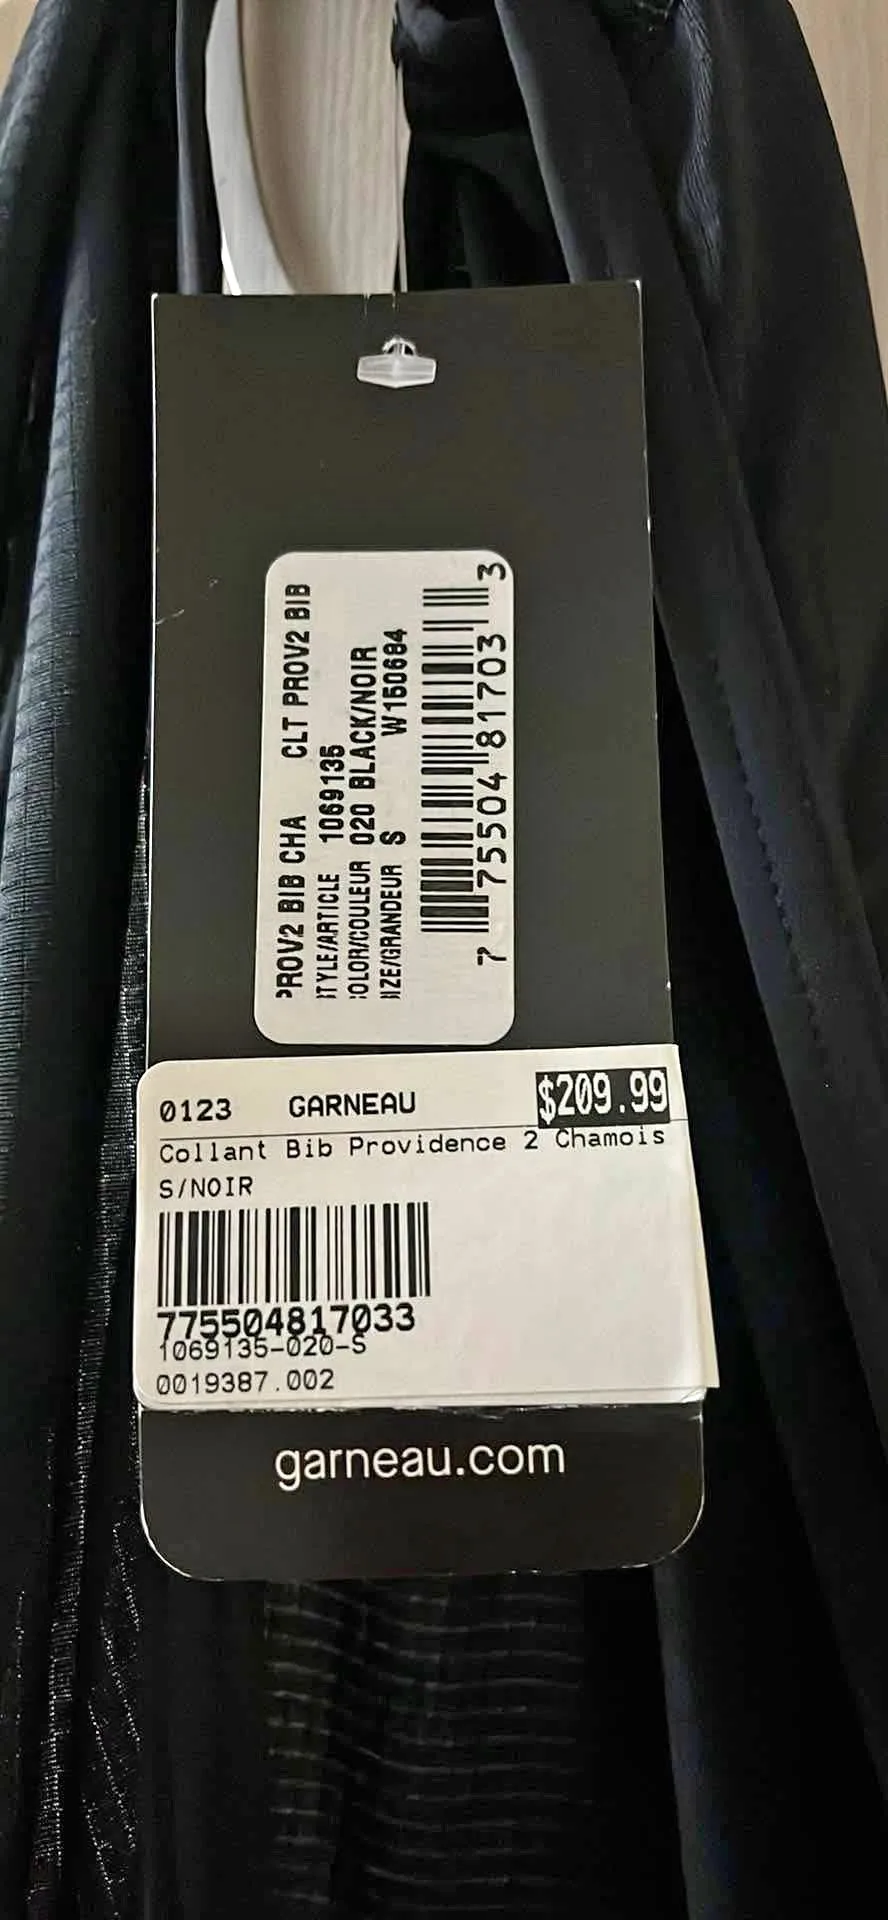 PROV2 BIB CHA CLT PROV2 BIB
STYLE/ARTICLE 1069135
COLOR/COULEUR 020 BLACK/NOIR
SIZE/GRANDEUR S W150684
7 75504 81703 3
0123 GARNEAU $209.99
Collant Bib Providence 2 Chamois
S/NOIR
775504817033
1069135-020-S
0019387.002
garneau.com